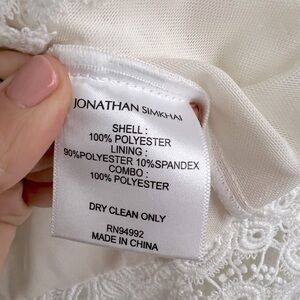 JONATHAN SIMKHAI
SHELL :
100% POLYESTER
LINING :
90%POLYESTER 10%SPANDEX
COMBO :
100% POLYESTER
DRY CLEAN ONLY
RN94992
MADE IN CHINA